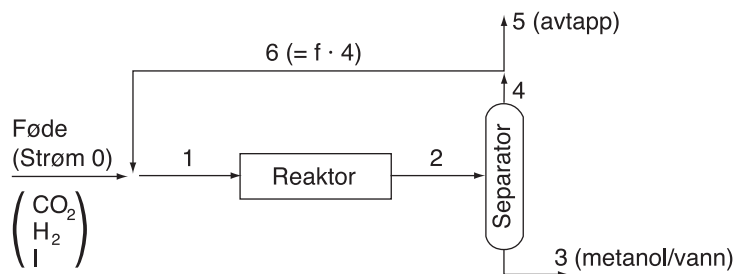 5 (avtapp)
6 (= f · 4)
4
Føde
(Strøm 0)
1
Reaktor
2
Separator
CO2
H2
I
3 (metanol/vann)